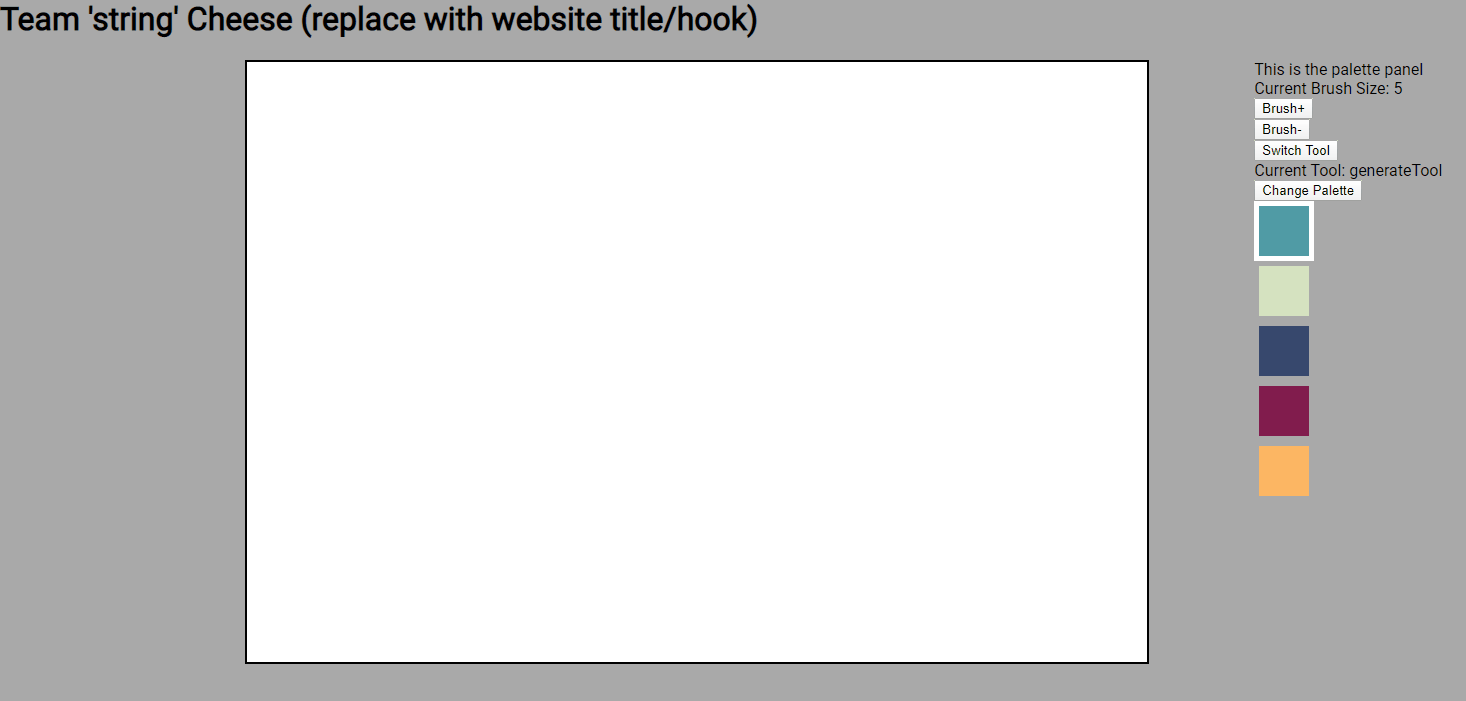 Team 'string' Cheese (replace with website title/hook)
This is the palette panel
Current Brush Size: 5
Brush+
Brush-
Switch Tool
Current Tool: generateTool
Change Palette